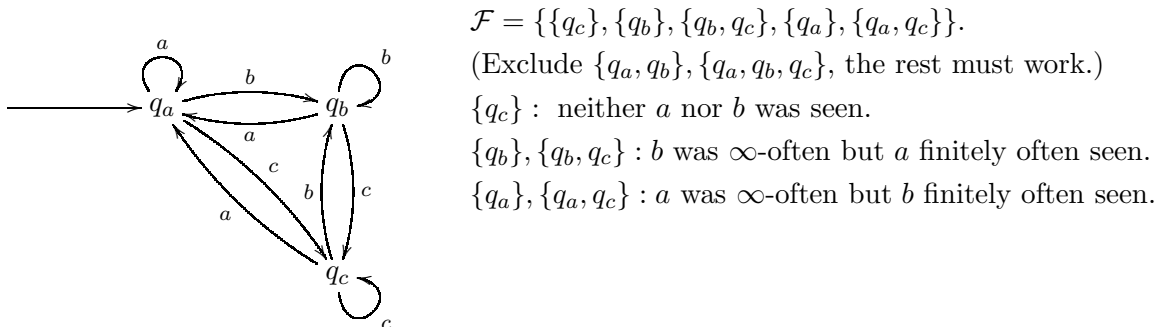 𝓕 = {{q_c}, {q_b}, {q_b, q_c}, {q_a}, {q_a, q_c}}.
(Exclude {q_a, q_b}, {q_a, q_b, q_c}, the rest must work.)
{q_c} : neither a nor b was seen.
{q_b}, {q_b, q_c} : b was ∞-often but a finitely often seen.
{q_a}, {q_a, q_c} : a was ∞-often but b finitely often seen.
a
b
b
q_a
q_b
a
c
b
c
a
q_c
c